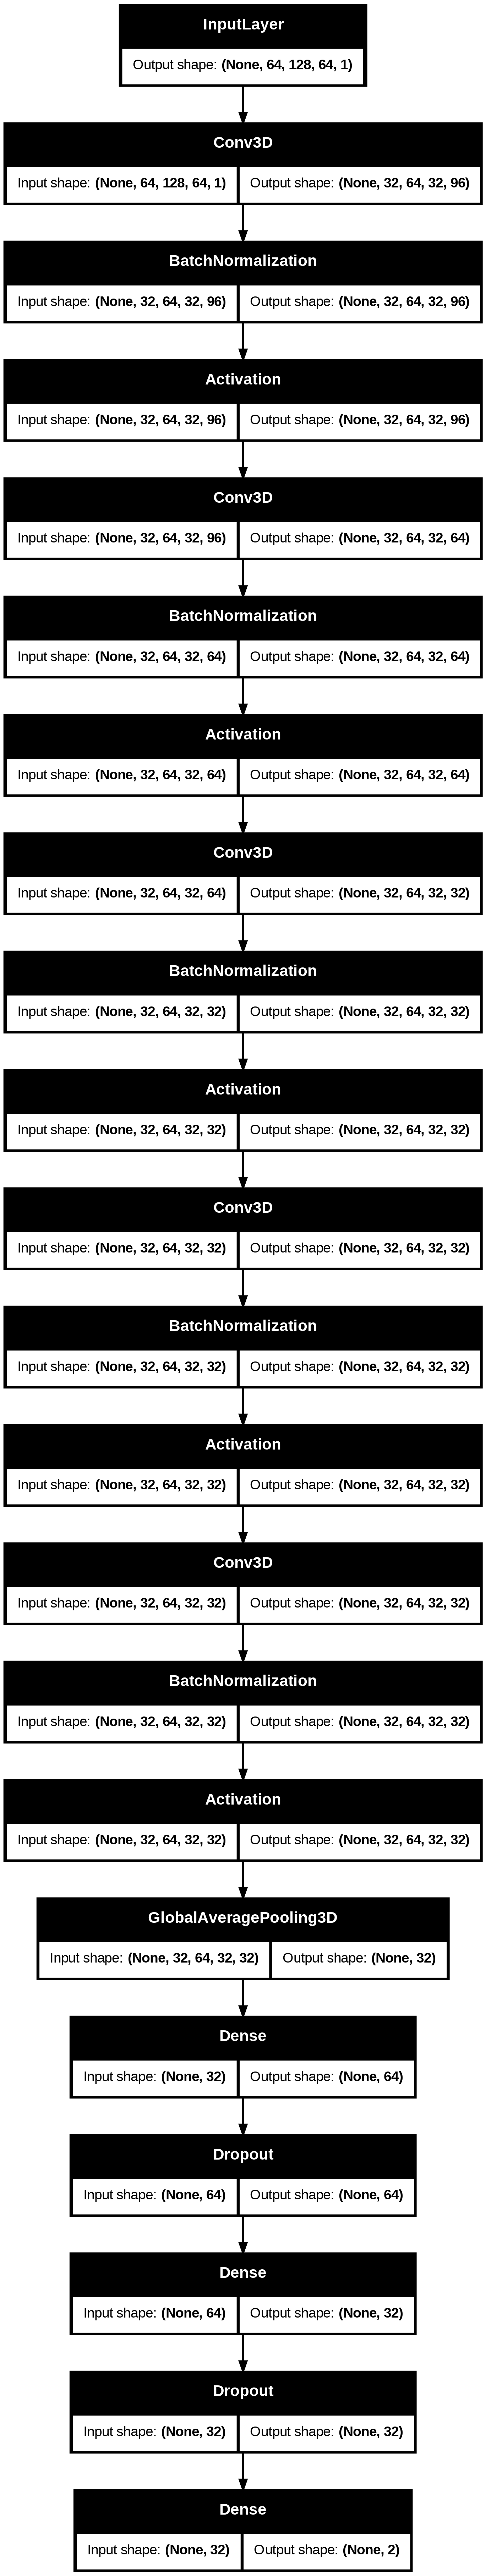 InputLayer
Output shape: (None, 64, 128, 64, 1)
Conv3D
Input shape: (None, 64, 128, 64, 1) Output shape: (None, 32, 64, 32, 96)
BatchNormalization
Input shape: (None, 32, 64, 32, 96) Output shape: (None, 32, 64, 32, 96)
Activation
Input shape: (None, 32, 64, 32, 96) Output shape: (None, 32, 64, 32, 96)
Conv3D
Input shape: (None, 32, 64, 32, 96) Output shape: (None, 32, 64, 32, 64)
BatchNormalization
Input shape: (None, 32, 64, 32, 64) Output shape: (None, 32, 64, 32, 64)
Activation
Input shape: (None, 32, 64, 32, 64) Output shape: (None, 32, 64, 32, 64)
Conv3D
Input shape: (None, 32, 64, 32, 64) Output shape: (None, 32, 64, 32, 32)
BatchNormalization
Input shape: (None, 32, 64, 32, 32) Output shape: (None, 32, 64, 32, 32)
Activation
Input shape: (None, 32, 64, 32, 32) Output shape: (None, 32, 64, 32, 32)
Conv3D
Input shape: (None, 32, 64, 32, 32) Output shape: (None, 32, 64, 32, 32)
BatchNormalization
Input shape: (None, 32, 64, 32, 32) Output shape: (None, 32, 64, 32, 32)
Activation
Input shape: (None, 32, 64, 32, 32) Output shape: (None, 32, 64, 32, 32)
Conv3D
Input shape: (None, 32, 64, 32, 32) Output shape: (None, 32, 64, 32, 32)
BatchNormalization
Input shape: (None, 32, 64, 32, 32) Output shape: (None, 32, 64, 32, 32)
Activation
Input shape: (None, 32, 64, 32, 32) Output shape: (None, 32, 64, 32, 32)
GlobalAveragePooling3D
Input shape: (None, 32, 64, 32, 32) Output shape: (None, 32)
Dense
Input shape: (None, 32) Output shape: (None, 64)
Dropout
Input shape: (None, 64) Output shape: (None, 64)
Dense
Input shape: (None, 64) Output shape: (None, 32)
Dropout
Input shape: (None, 32) Output shape: (None, 32)
Dense
Input shape: (None, 32) Output shape: (None, 2)